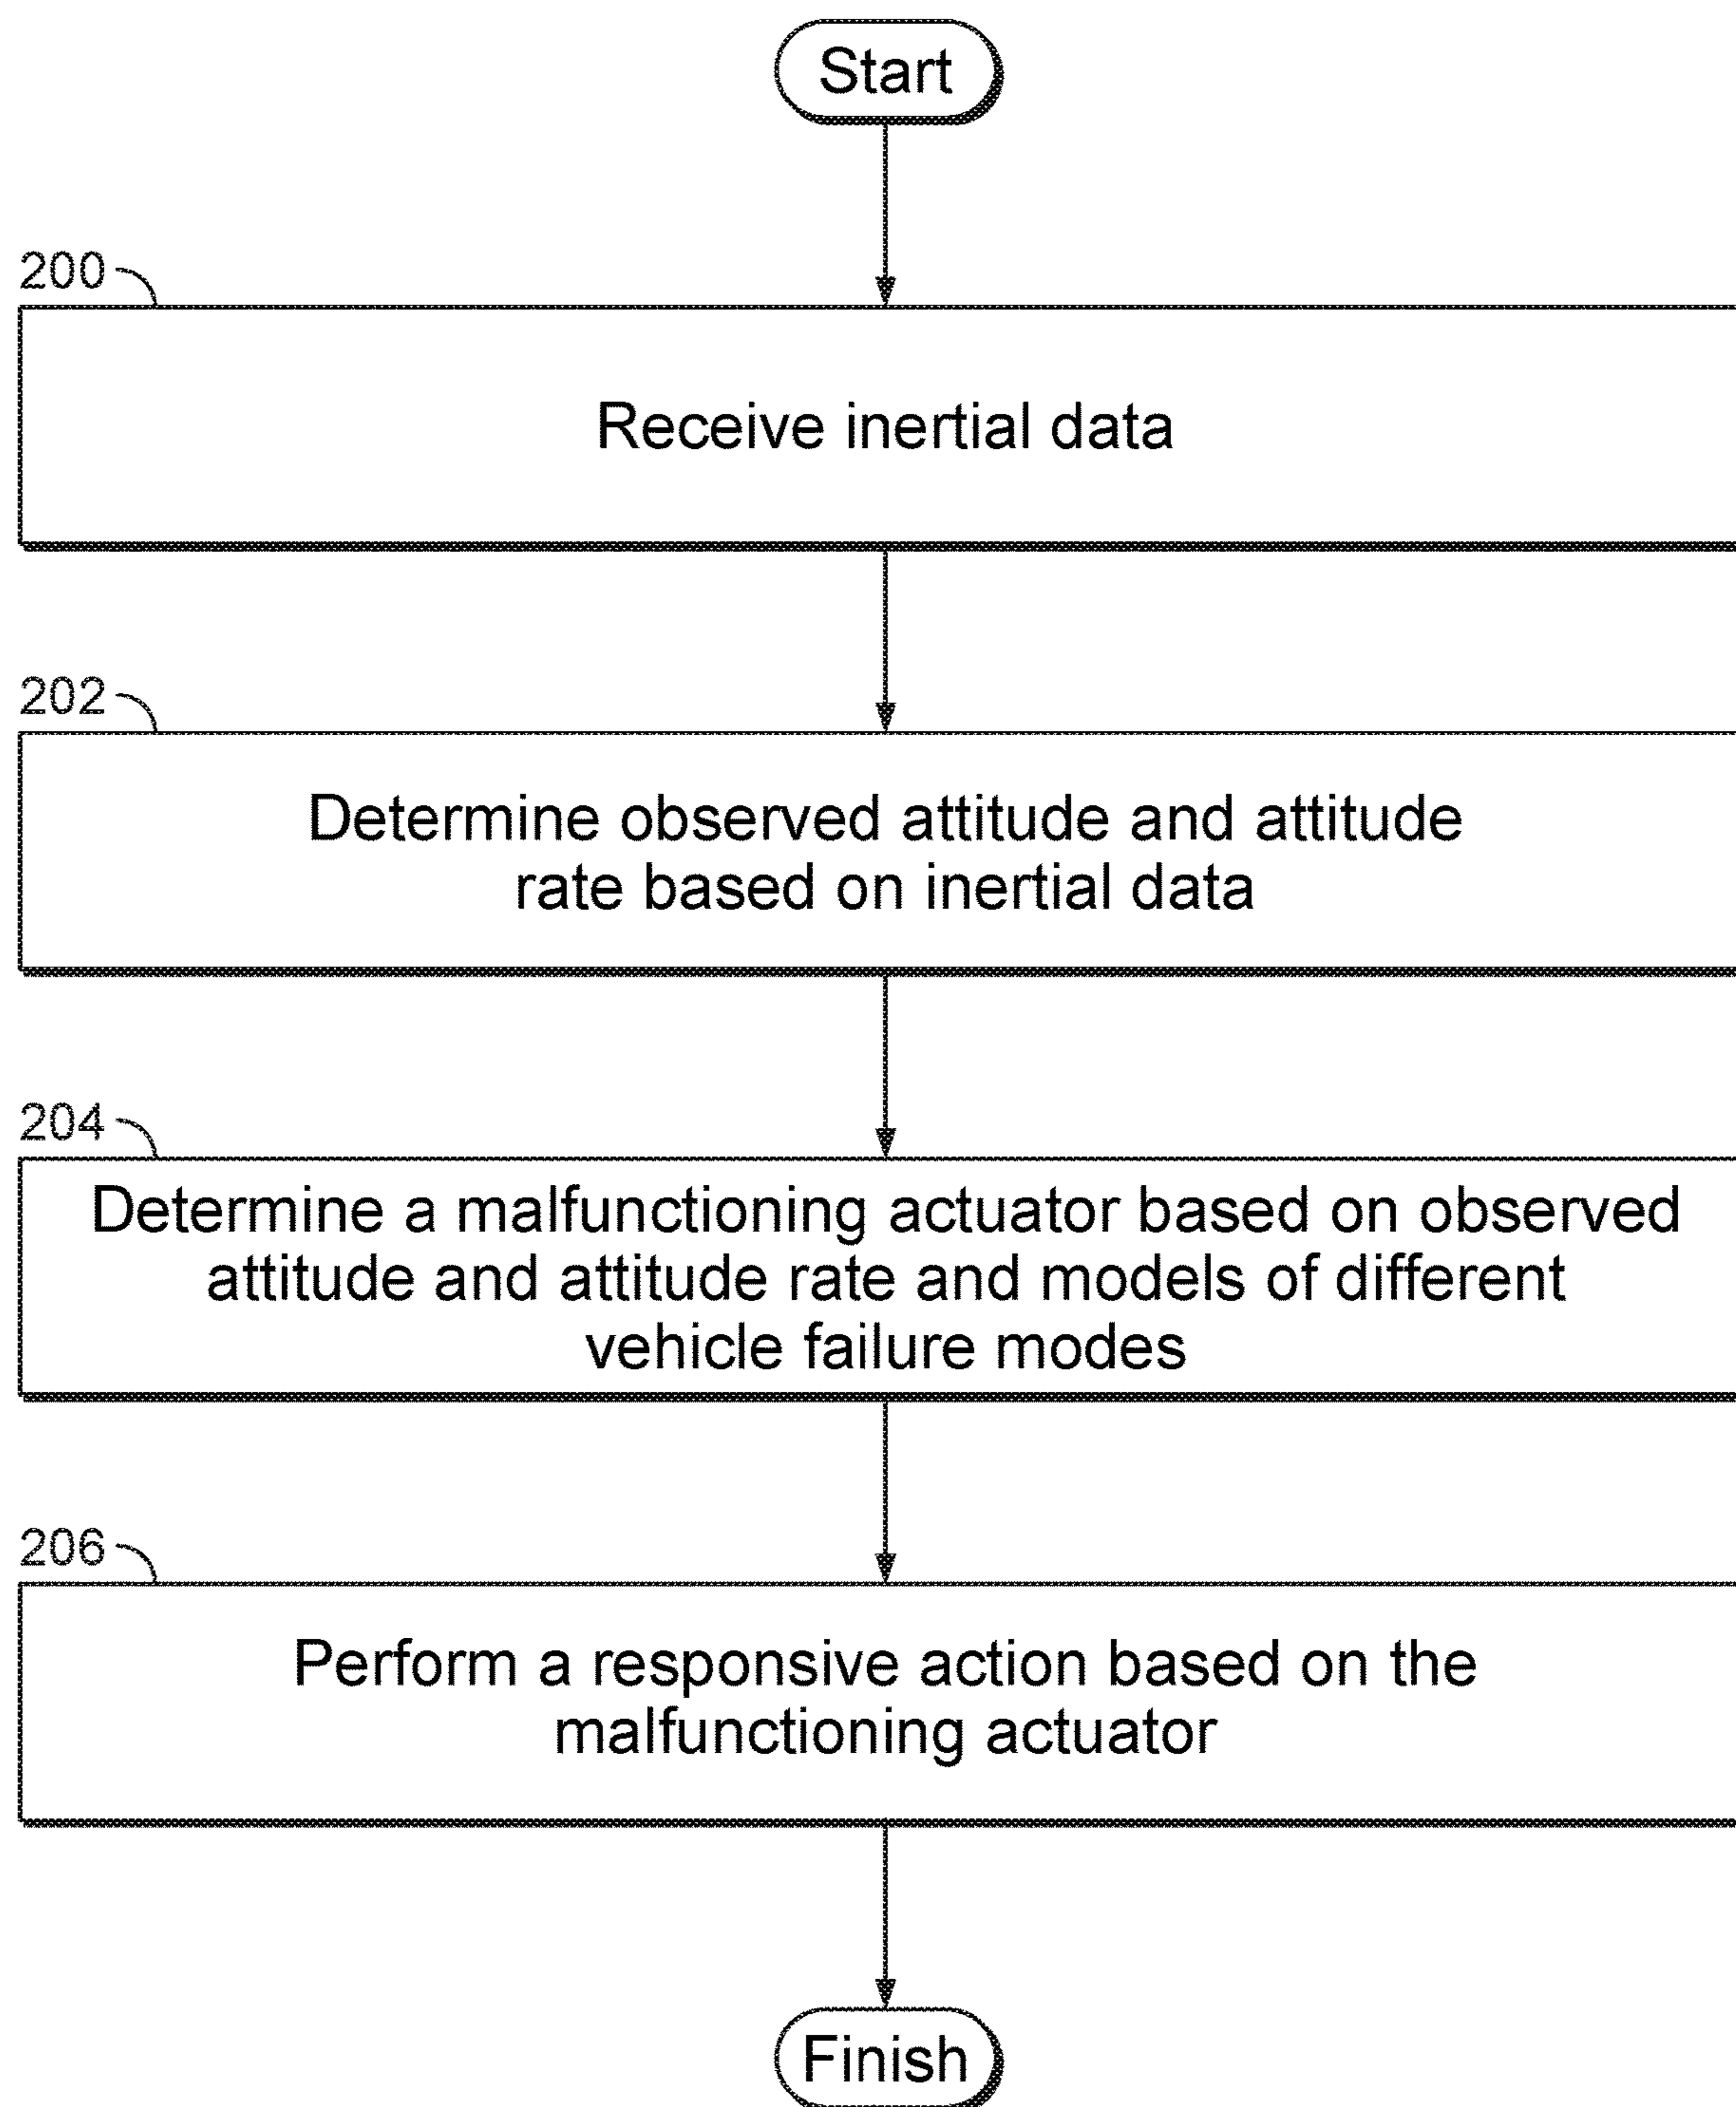 Start
200
Receive inertial data
202
Determine observed attitude and attitude
rate based on inertial data
204
Determine a malfunctioning actuator based on observed
attitude and attitude rate and models of different
vehicle failure modes
206
Perform a responsive action based on the
malfunctioning actuator
Finish